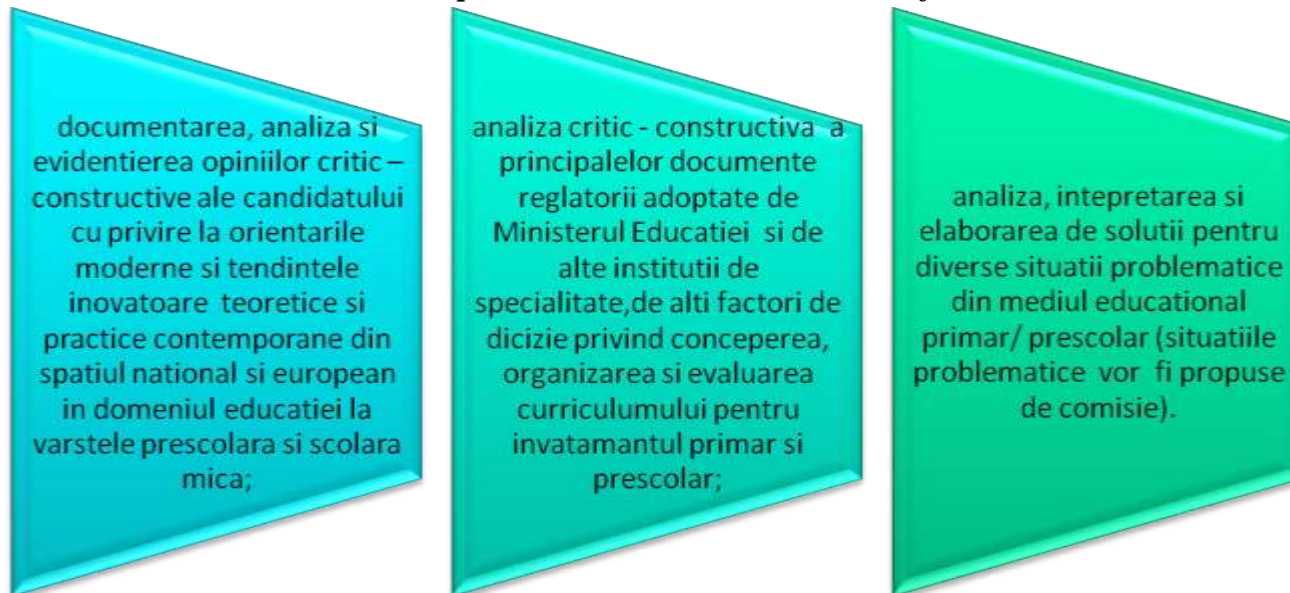 documentarea, analiza si
evidentierea opiniilor critic –
constructive ale candidatului
cu privire la orientarile
moderne si tendintele
inovatoare teoretice si
practice contemporane din
spatiul national si european
in domeniul educatiei la
varstele prescolara si scolara
mica;
analiza critic - constructiva a
principalelor documente
reglatorii adoptate de
Ministerul Educatiei si de
alte institutii de
specialitate,de alti factori de
dicizie privind conceperea,
organizarea si evaluarea
curriculumului pentru
invatamantul primar si
prescolar;
analiza, intepretarea si
elaborarea de solutii pentru
diverse situatii problematice
din mediul educational
primar/ prescolar (situatiile
problematice vor fi propuse
de comisie).